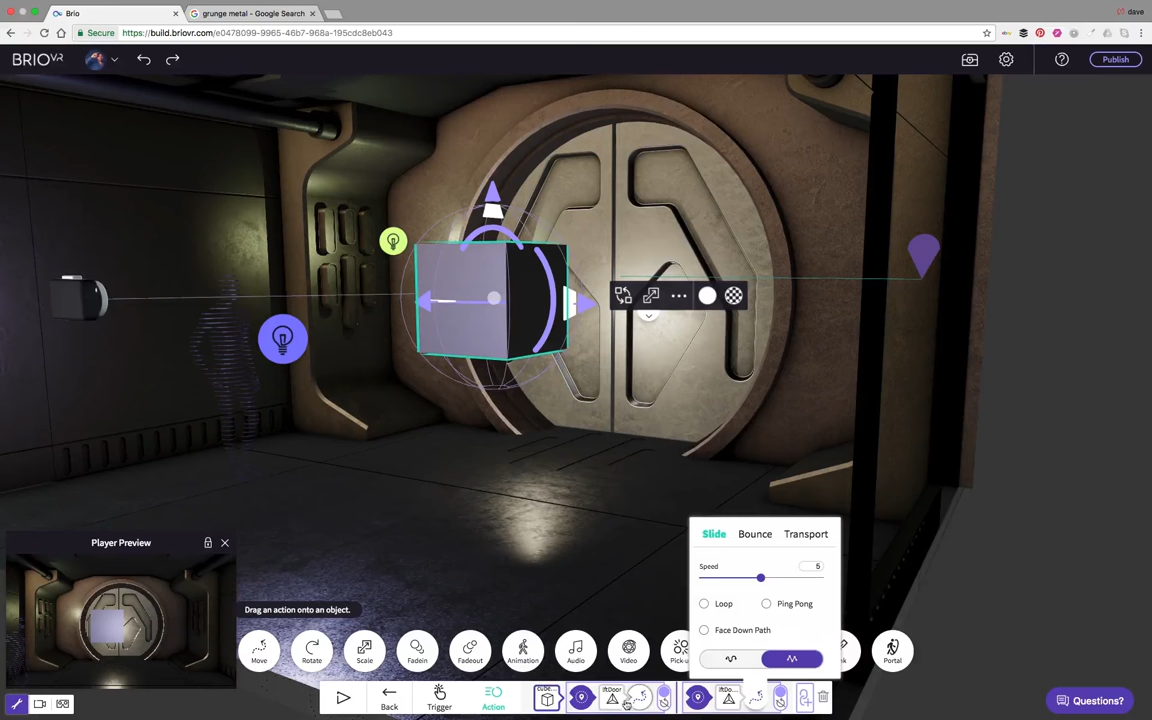 Brio
grunge metal - Google Search
dave
Secure
https://build.briovr.com/e0478099-9965-46b7-968a-195cdc8eb043
BRIOVR
Publish
Slide
Bounce
Transport
Speed
5
Loop
Ping Pong
Face Down Path
Player Preview
Drag an action onto an object.
Move
Rotate
Scale
Fadein
Fadeout
Animation
Audio
Video
Portal
Back
Trigger
Action
Questions?